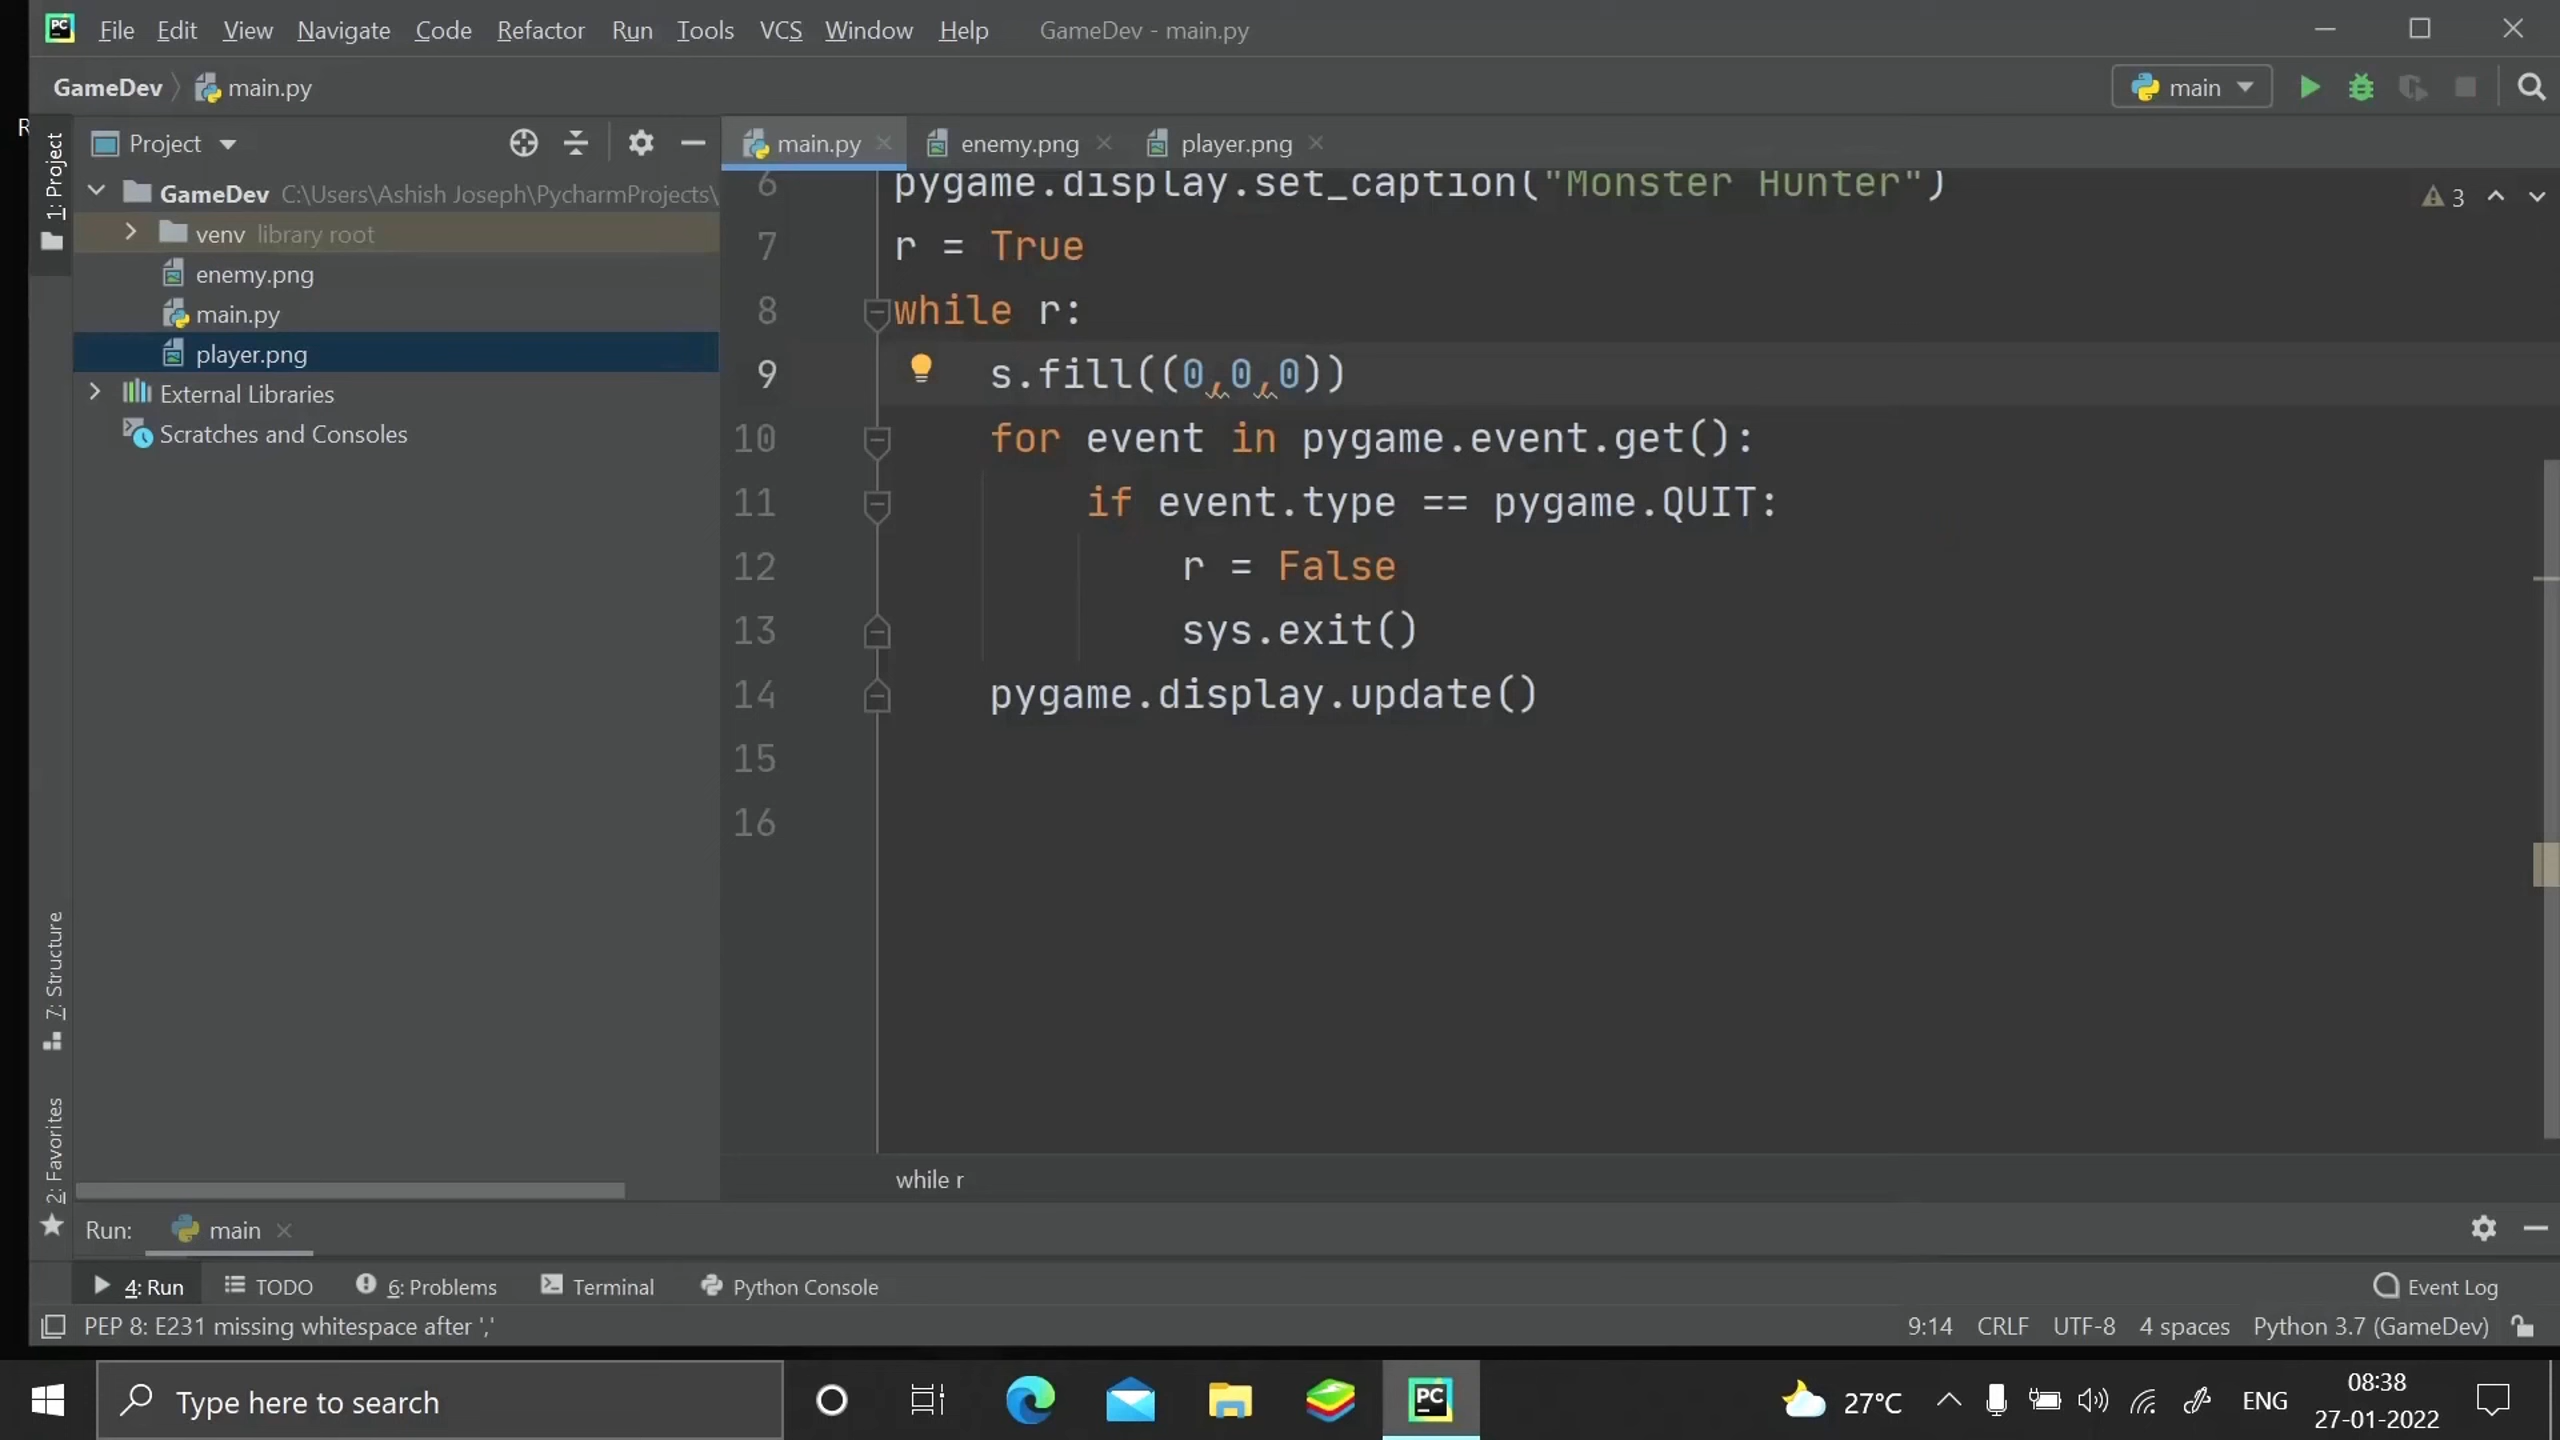 File Edit View Navigate Code Refactor Run Tools VCS Window Help GameDev - main.py
GameDev main.py main
R
1: Project
Project
main.py enemy.png player.png
GameDev C:\Users\Ashish Joseph\PycharmProjects\
venv library root
enemy.png
main.py
player.png
External Libraries
Scratches and Consoles
3
6 pygame.display.set_caption("Monster Hunter")
7 r = True
8 while r:
9 s.fill((0,0,0))
10 for event in pygame.event.get():
11 if event.type == pygame.QUIT:
12 r = False
13 sys.exit()
14 pygame.display.update()
15
16
7: Structure
2: Favorites
while r
Run: main
4: Run TODO 6: Problems Terminal Python Console Event Log
PEP 8: E231 missing whitespace after ',' 9:14 CRLF UTF-8 4 spaces Python 3.7 (GameDev)
Type here to search PC 27°C ENG 08:38
27-01-2022